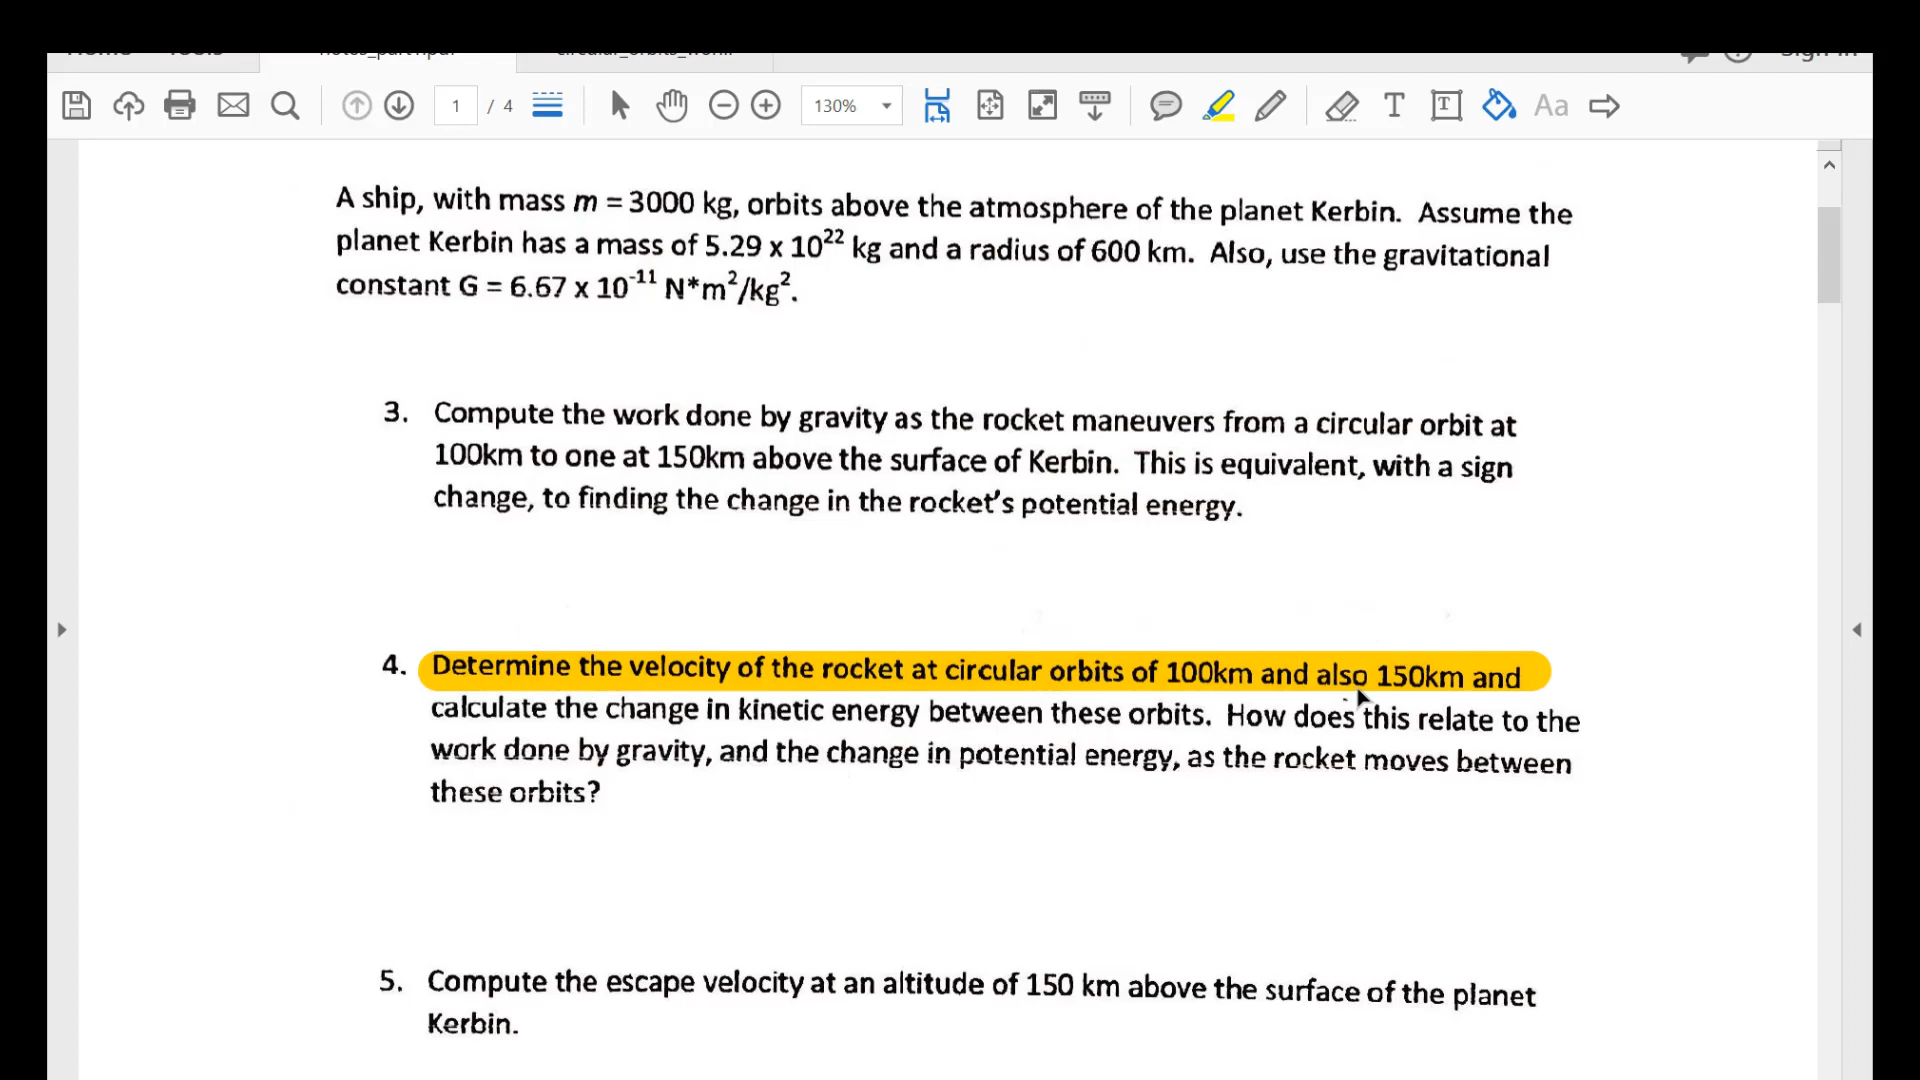 1 / 4
130%
T
T
Aa
A ship, with mass m = 3000 kg, orbits above the atmosphere of the planet Kerbin. Assume the
planet Kerbin has a mass of 5.29 x 10²² kg and a radius of 600 km. Also, use the gravitational
constant G = 6.67 x 10⁻¹¹ N*m²/kg².
3. Compute the work done by gravity as the rocket maneuvers from a circular orbit at
100km to one at 150km above the surface of Kerbin. This is equivalent, with a sign
change, to finding the change in the rocket's potential energy.
4. Determine the velocity of the rocket at circular orbits of 100km and also 150km and
calculate the change in kinetic energy between these orbits. How does this relate to the
work done by gravity, and the change in potential energy, as the rocket moves between
these orbits?
5. Compute the escape velocity at an altitude of 150 km above the surface of the planet
Kerbin.